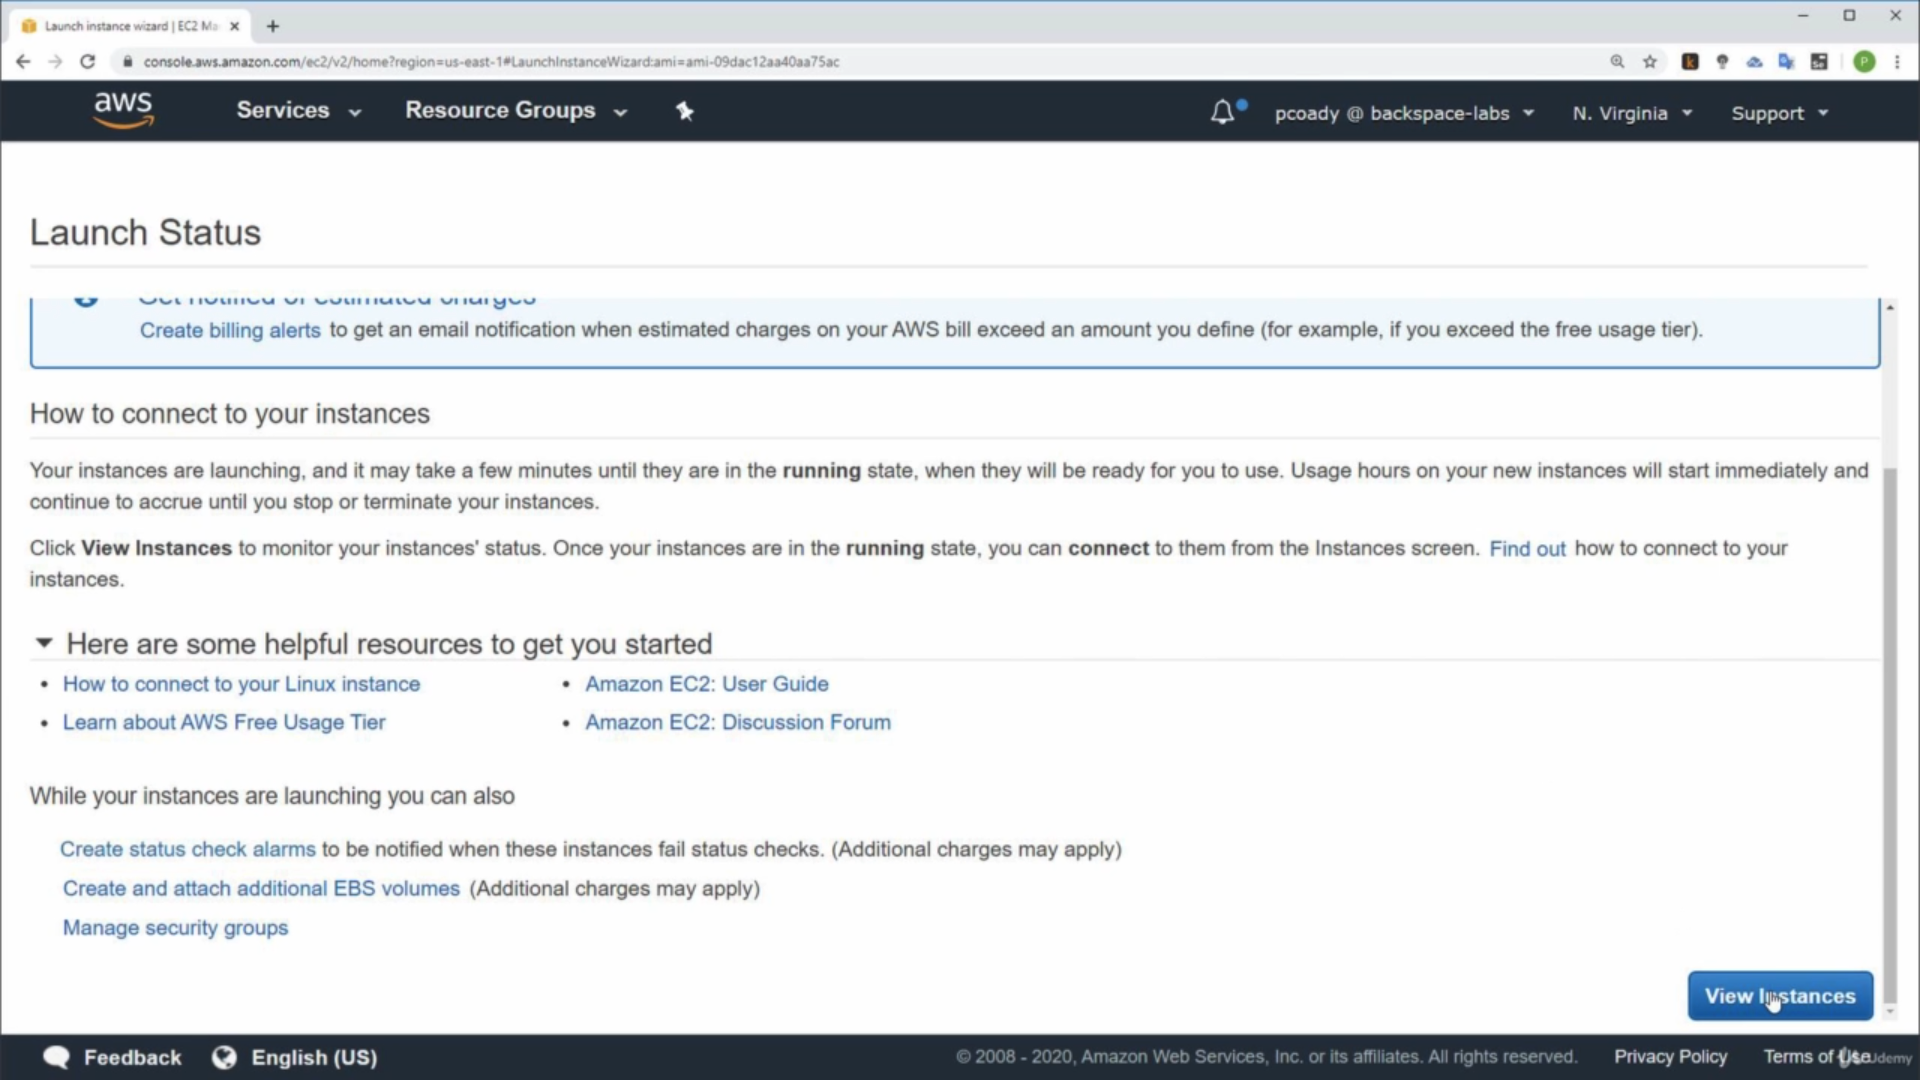 Launch instance wizard | EC2 Ma
console.aws.amazon.com/ec2/v2/home?region=us-east-1#LaunchInstanceWizard:ami=ami-09dac12aa40aa75ac
P
aws
Services
Resource Groups
pcoady @ backspace-labs
N. Virginia
Support
Launch Status
Get notified of estimated charges
Create billing alerts to get an email notification when estimated charges on your AWS bill exceed an amount you define (for example, if you exceed the free usage tier).
How to connect to your instances
Your instances are launching, and it may take a few minutes until they are in the running state, when they will be ready for you to use. Usage hours on your new instances will start immediately and
continue to accrue until you stop or terminate your instances.
Click View Instances to monitor your instances' status. Once your instances are in the running state, you can connect to them from the Instances screen. Find out how to connect to your
instances.
Here are some helpful resources to get you started
• How to connect to your Linux instance
• Amazon EC2: User Guide
• Learn about AWS Free Usage Tier
• Amazon EC2: Discussion Forum
While your instances are launching you can also
Create status check alarms to be notified when these instances fail status checks. (Additional charges may apply)
Create and attach additional EBS volumes (Additional charges may apply)
Manage security groups
View Instances
Feedback
English (US)
© 2008 - 2020, Amazon Web Services, Inc. or its affiliates. All rights reserved.
Privacy Policy
Terms of Use
Udemy